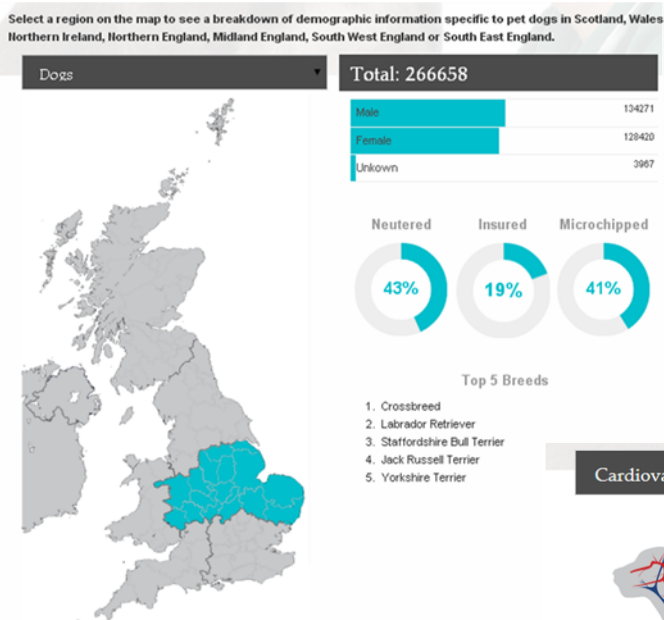 Select a region on the map to see a breakdown of demographic information specific to pet dogs in Scotland, Wales
Northern Ireland, Northern England, Midland England, South West England or South East England.
Dogs
Total: 266658
Male 134271
Female 128420
Unkown 3967
Neutered Insured Microchipped
43% 19% 41%
Top 5 Breeds
1. Crossbreed
2. Labrador Retriever
3. Staffordshire Bull Terrier
4. Jack Russell Terrier
5. Yorkshire Terrier
Cardiova